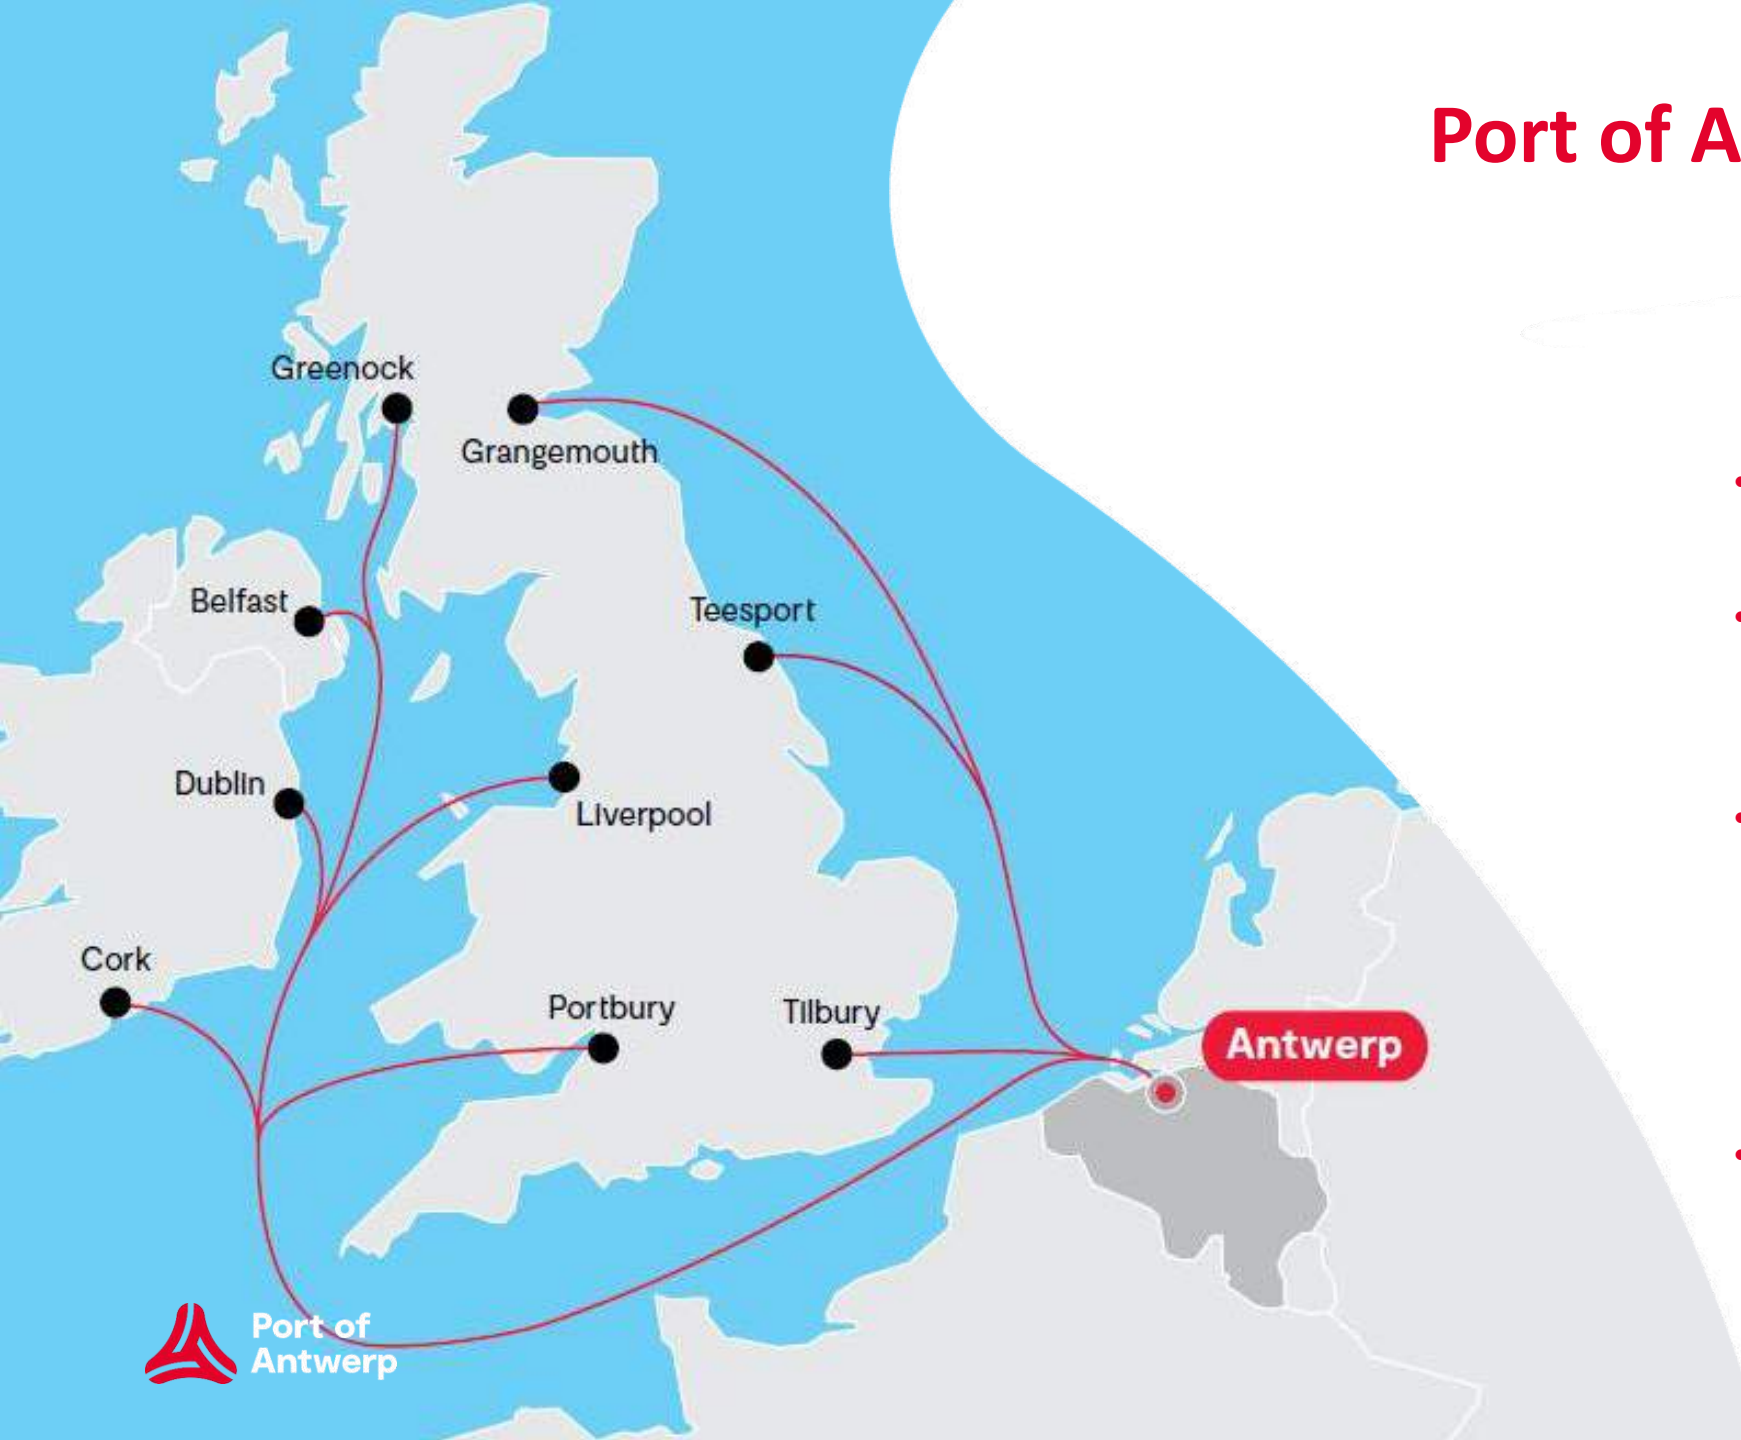 Port of A
Greenock
Grangemouth
Belfast
Teesport
Dublin
Liverpool
Cork
Portbury
Tilbury
Antwerp
Port of
Antwerp